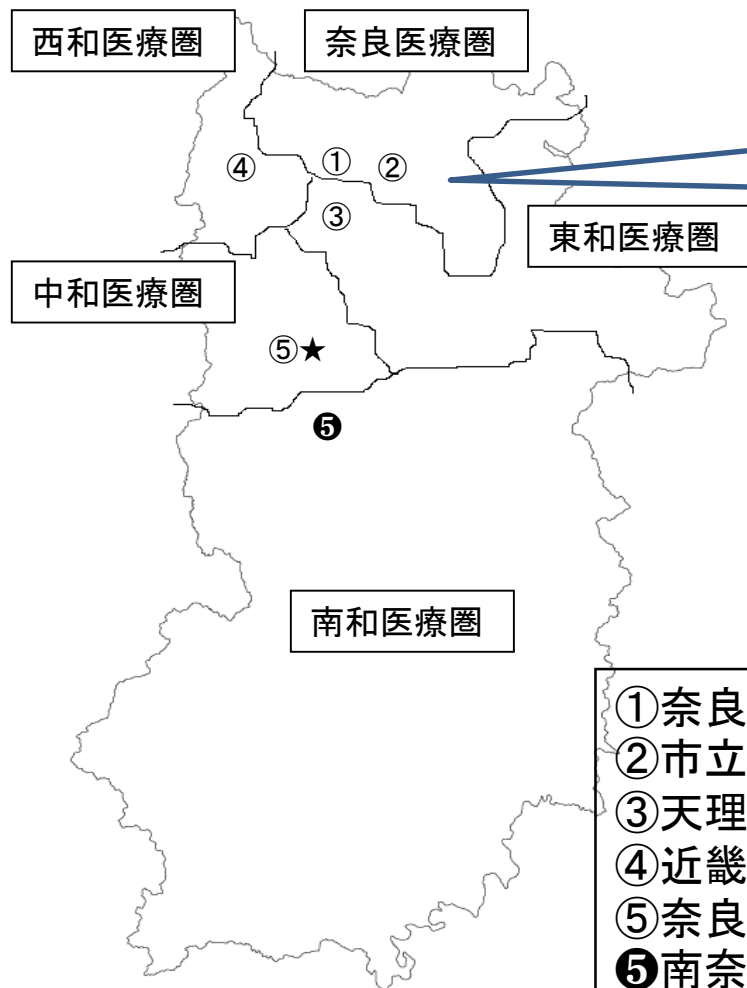 西和医療圏
奈良医療圏
④
①
②
③
東和医療圏
中和医療圏
⑤★
❺
南和医療圏
①奈良
②市立
③天理
④近畿
⑤奈良
❺南奈